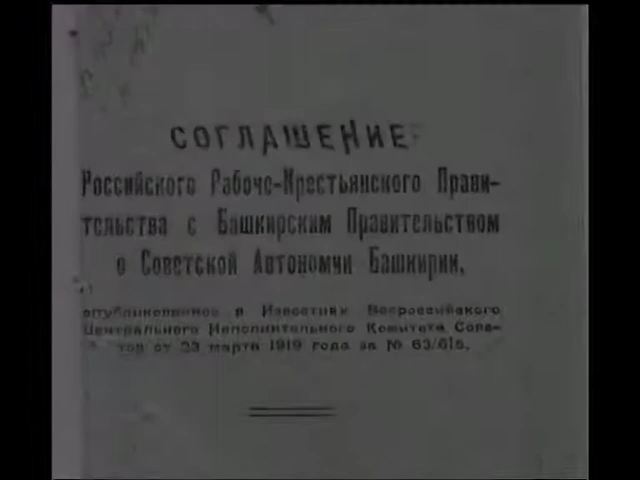 СОГЛАШЕНИЕ
Российского Рабоче-Крестьянского Прави-
тельства с Башкирским Правительством
о Советской Автономии Башкирии,
опубликованное в Известиях Всероссийского
Центрального Исполнительного Комитета Сове-
тов от 23 марта 1919 года за № 63/615.